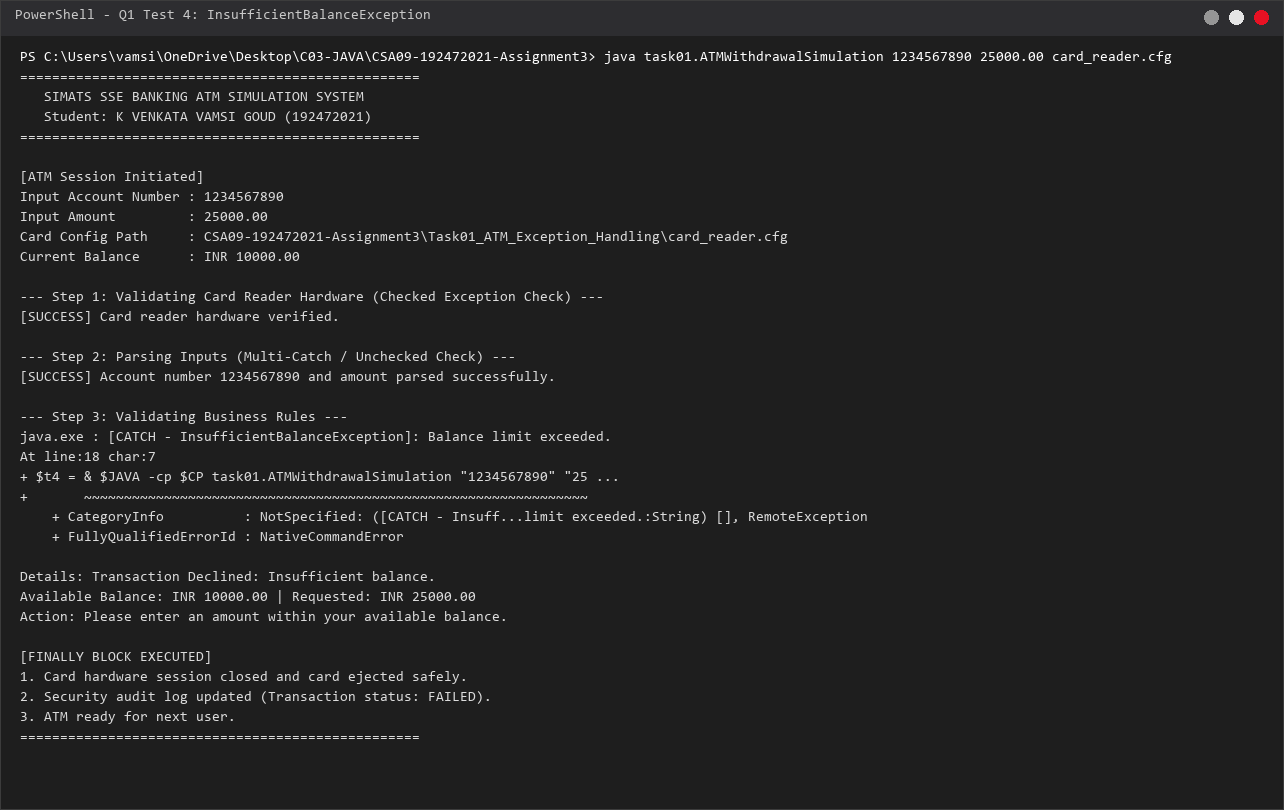 PowerShell - Q1 Test 4: InsufficientBalanceException
PS C:\Users\vamsi\OneDrive\Desktop\C03-JAVA\CSA09-192472021-Assignment3> java task01.ATMWithdrawalSimulation 1234567890 25000.00 card_reader.cfg
==================================================
   SIMATS SSE BANKING ATM SIMULATION SYSTEM
   Student: K VENKATA VAMSI GOUD (192472021)
==================================================

[ATM Session Initiated]
Input Account Number : 1234567890
Input Amount         : 25000.00
Card Config Path     : CSA09-192472021-Assignment3\Task01_ATM_Exception_Handling\card_reader.cfg
Current Balance      : INR 10000.00

--- Step 1: Validating Card Reader Hardware (Checked Exception Check) ---
[SUCCESS] Card reader hardware verified.

--- Step 2: Parsing Inputs (Multi-Catch / Unchecked Check) ---
[SUCCESS] Account number 1234567890 and amount parsed successfully.

--- Step 3: Validating Business Rules ---
java.exe : [CATCH - InsufficientBalanceException]: Balance limit exceeded.
At line:18 char:7
+ $t4 = & $JAVA -cp $CP task01.ATMWithdrawalSimulation "1234567890" "25 ...
+       ~~~~~~~~~~~~~~~~~~~~~~~~~~~~~~~~~~~~~~~~~~~~~~~~~~~~~~~~~~~~~~~
    + CategoryInfo          : NotSpecified: ([CATCH - Insuff...limit exceeded.:String) [], RemoteException
    + FullyQualifiedErrorId : NativeCommandError

Details: Transaction Declined: Insufficient balance.
Available Balance: INR 10000.00 | Requested: INR 25000.00
Action: Please enter an amount within your available balance.

[FINALLY BLOCK EXECUTED]
1. Card hardware session closed and card ejected safely.
2. Security audit log updated (Transaction status: FAILED).
3. ATM ready for next user.
==================================================